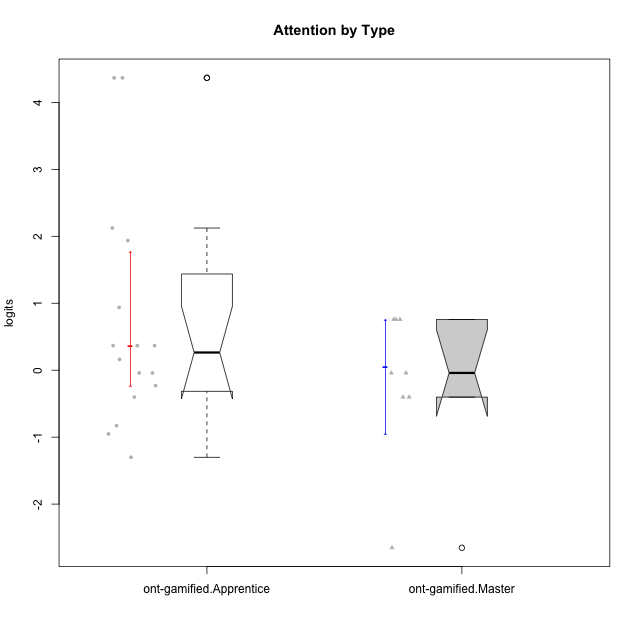 Attention by Type
logits
4
3
2
1
0
-1
-2
ont-gamified.Apprentice
ont-gamified.Master